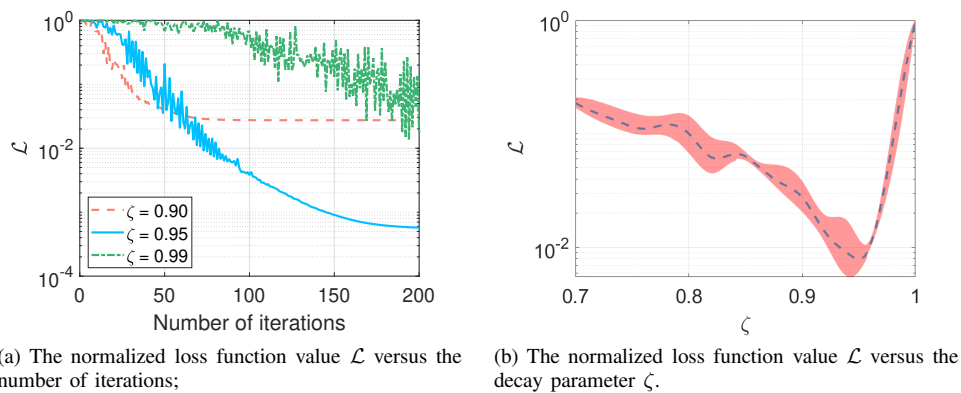 10^0
10^-2
10^-4
ℒ
0
50
100
150
200
Number of iterations
ζ = 0.90
ζ = 0.95
ζ = 0.99
(a) The normalized loss function value ℒ versus the
number of iterations;
10^0
10^-2
ℒ
0.7
0.8
0.9
1
ζ
(b) The normalized loss function value ℒ versus the
decay parameter ζ.